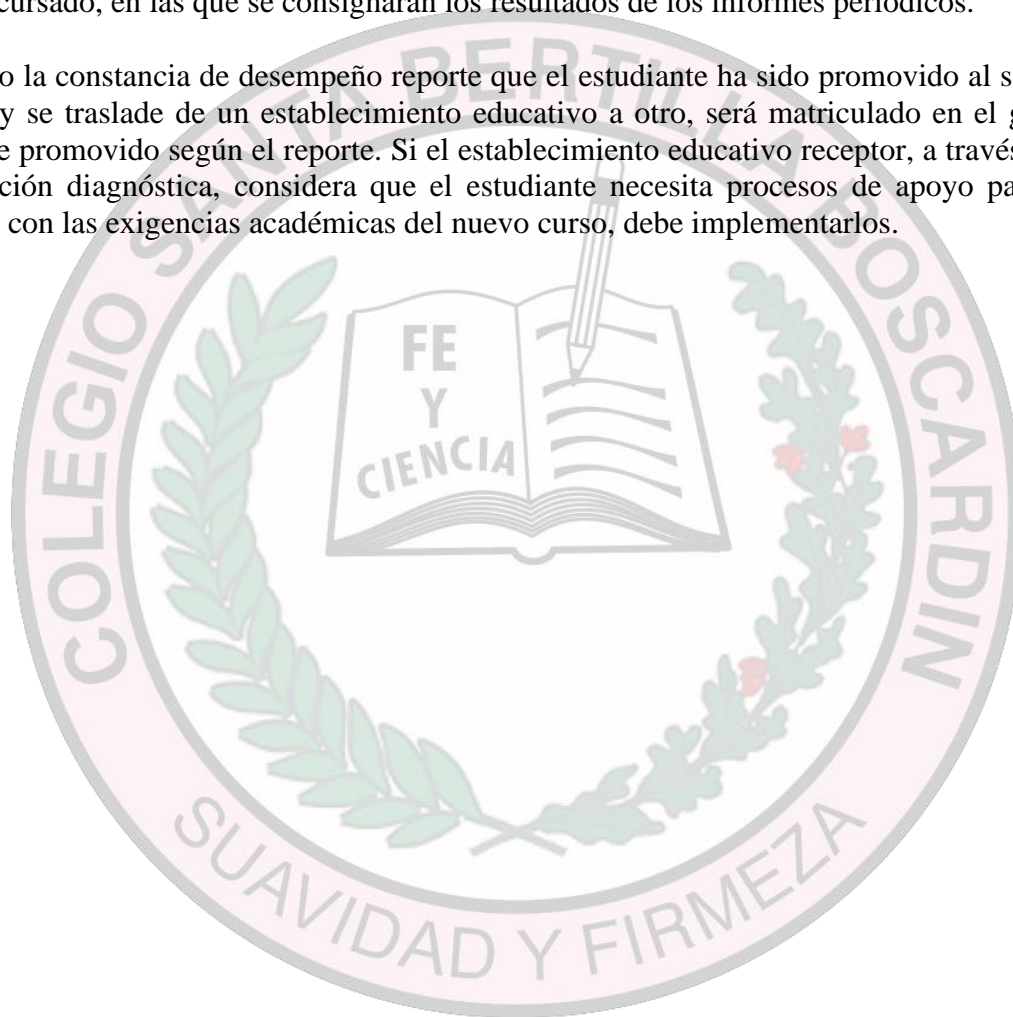 cursado, en las que se consignarán los resultados de los informes periódicos.
o la constancia de desempeño reporte que el estudiante ha sido promovido al s
y se traslade de un establecimiento educativo a otro, será matriculado en el g
e promovido según el reporte. Si el establecimiento educativo receptor, a travé
ción diagnóstica, considera que el estudiante necesita procesos de apoyo pa
con las exigencias académicas del nuevo curso, debe implementarlos.
COLEGIO SANTA BERTILLA BOSCARDIN
FE
Y
CIENCIA
SUAVIDAD Y FIRMEZA